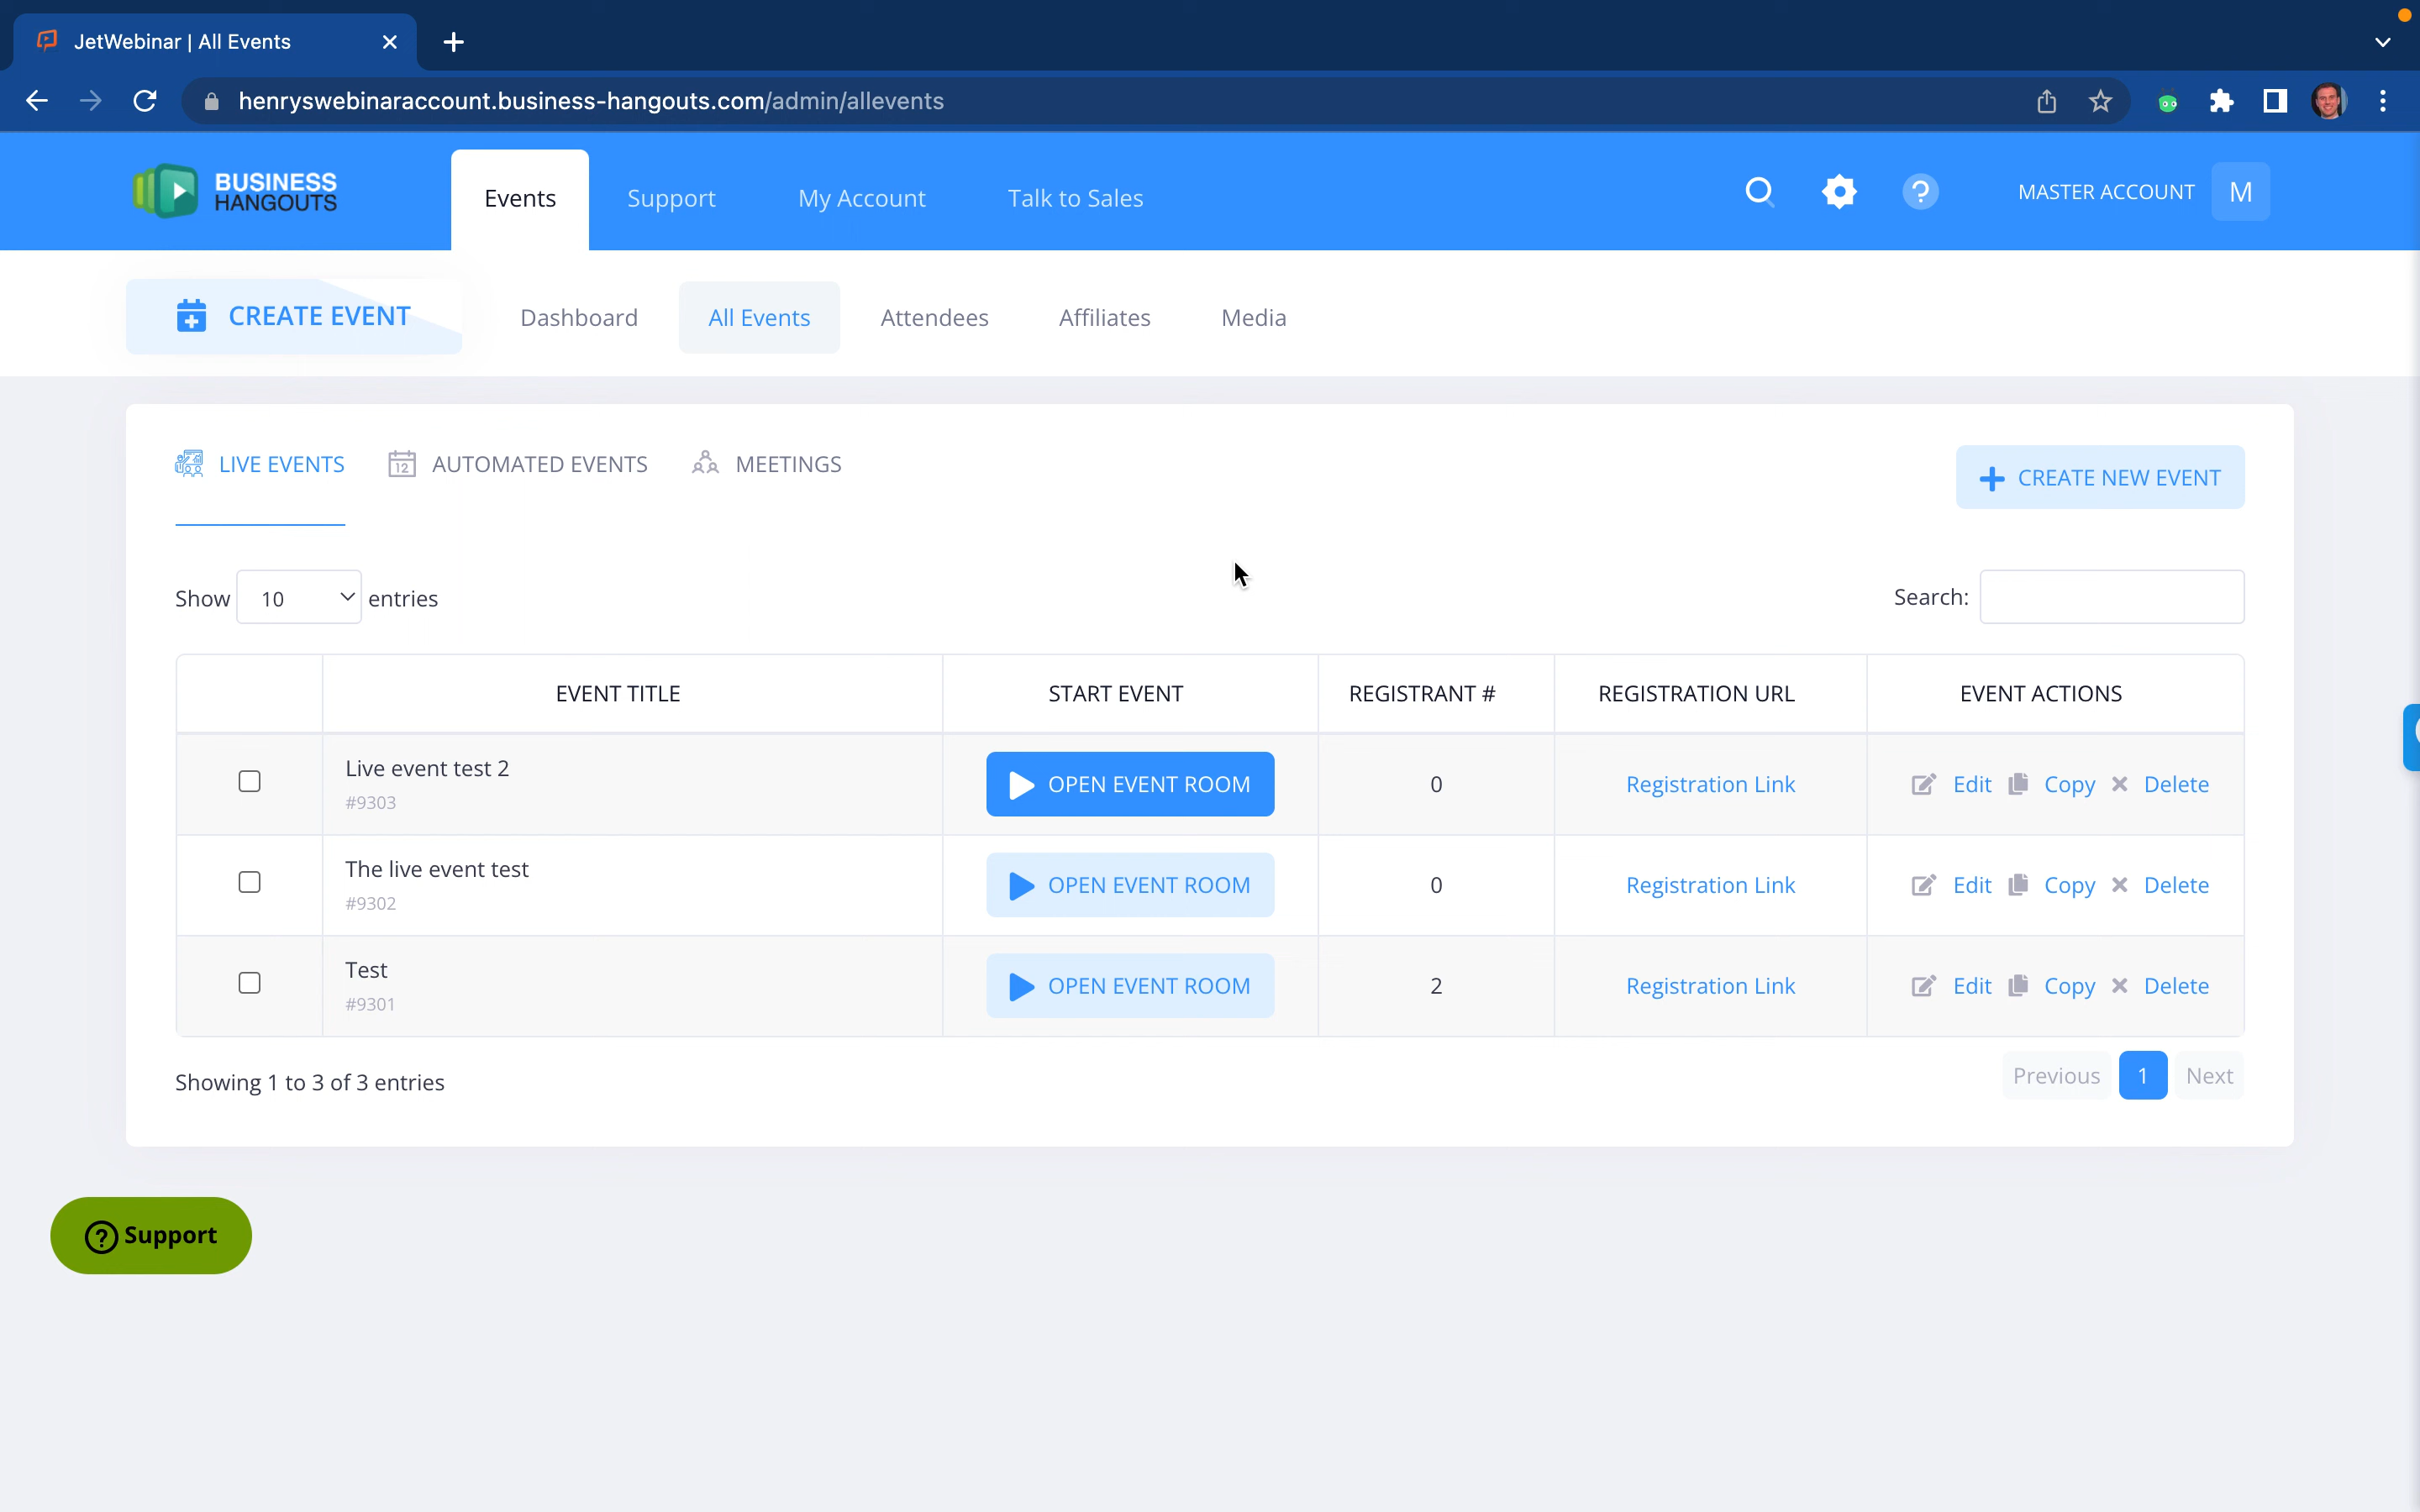 JetWebinar | All Events
henryswebinaraccount.business-hangouts.com/admin/allevents
BUSINESS
HANGOUTS
Events
Support
My Account
Talk to Sales
MASTER ACCOUNT
M
CREATE EVENT
Dashboard
All Events
Attendees
Affiliates
Media
LIVE EVENTS
12
AUTOMATED EVENTS
MEETINGS
CREATE NEW EVENT
Show 10 entries
Search:
EVENT TITLE START EVENT REGISTRANT # REGISTRATION URL EVENT ACTIONS
Live event test 2
#9303
OPEN EVENT ROOM 0 Registration Link Edit Copy Delete
The live event test
#9302
OPEN EVENT ROOM 0 Registration Link Edit Copy Delete
Test
#9301
OPEN EVENT ROOM 2 Registration Link Edit Copy Delete
Showing 1 to 3 of 3 entries
Previous 1 Next
Support